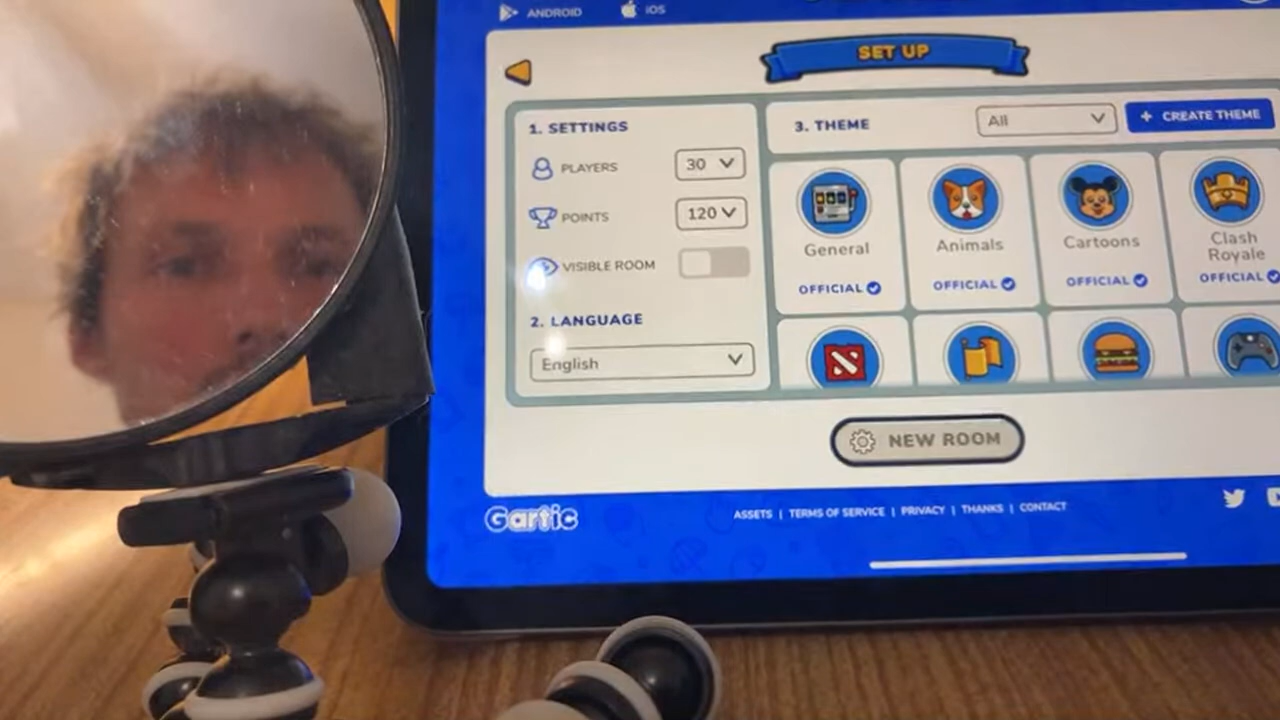 ANDROID iOS
SET UP
1. SETTINGS
PLAYERS 30
POINTS 120
VISIBLE ROOM
2. LANGUAGE
English
3. THEME All + CREATE THEME
General Animals Cartoons Clash Royale
OFFICIAL OFFICIAL OFFICIAL OFFICIAL
NEW ROOM
Gartic
ASSETS | TERMS OF SERVICE | PRIVACY | THANKS | CONTACT